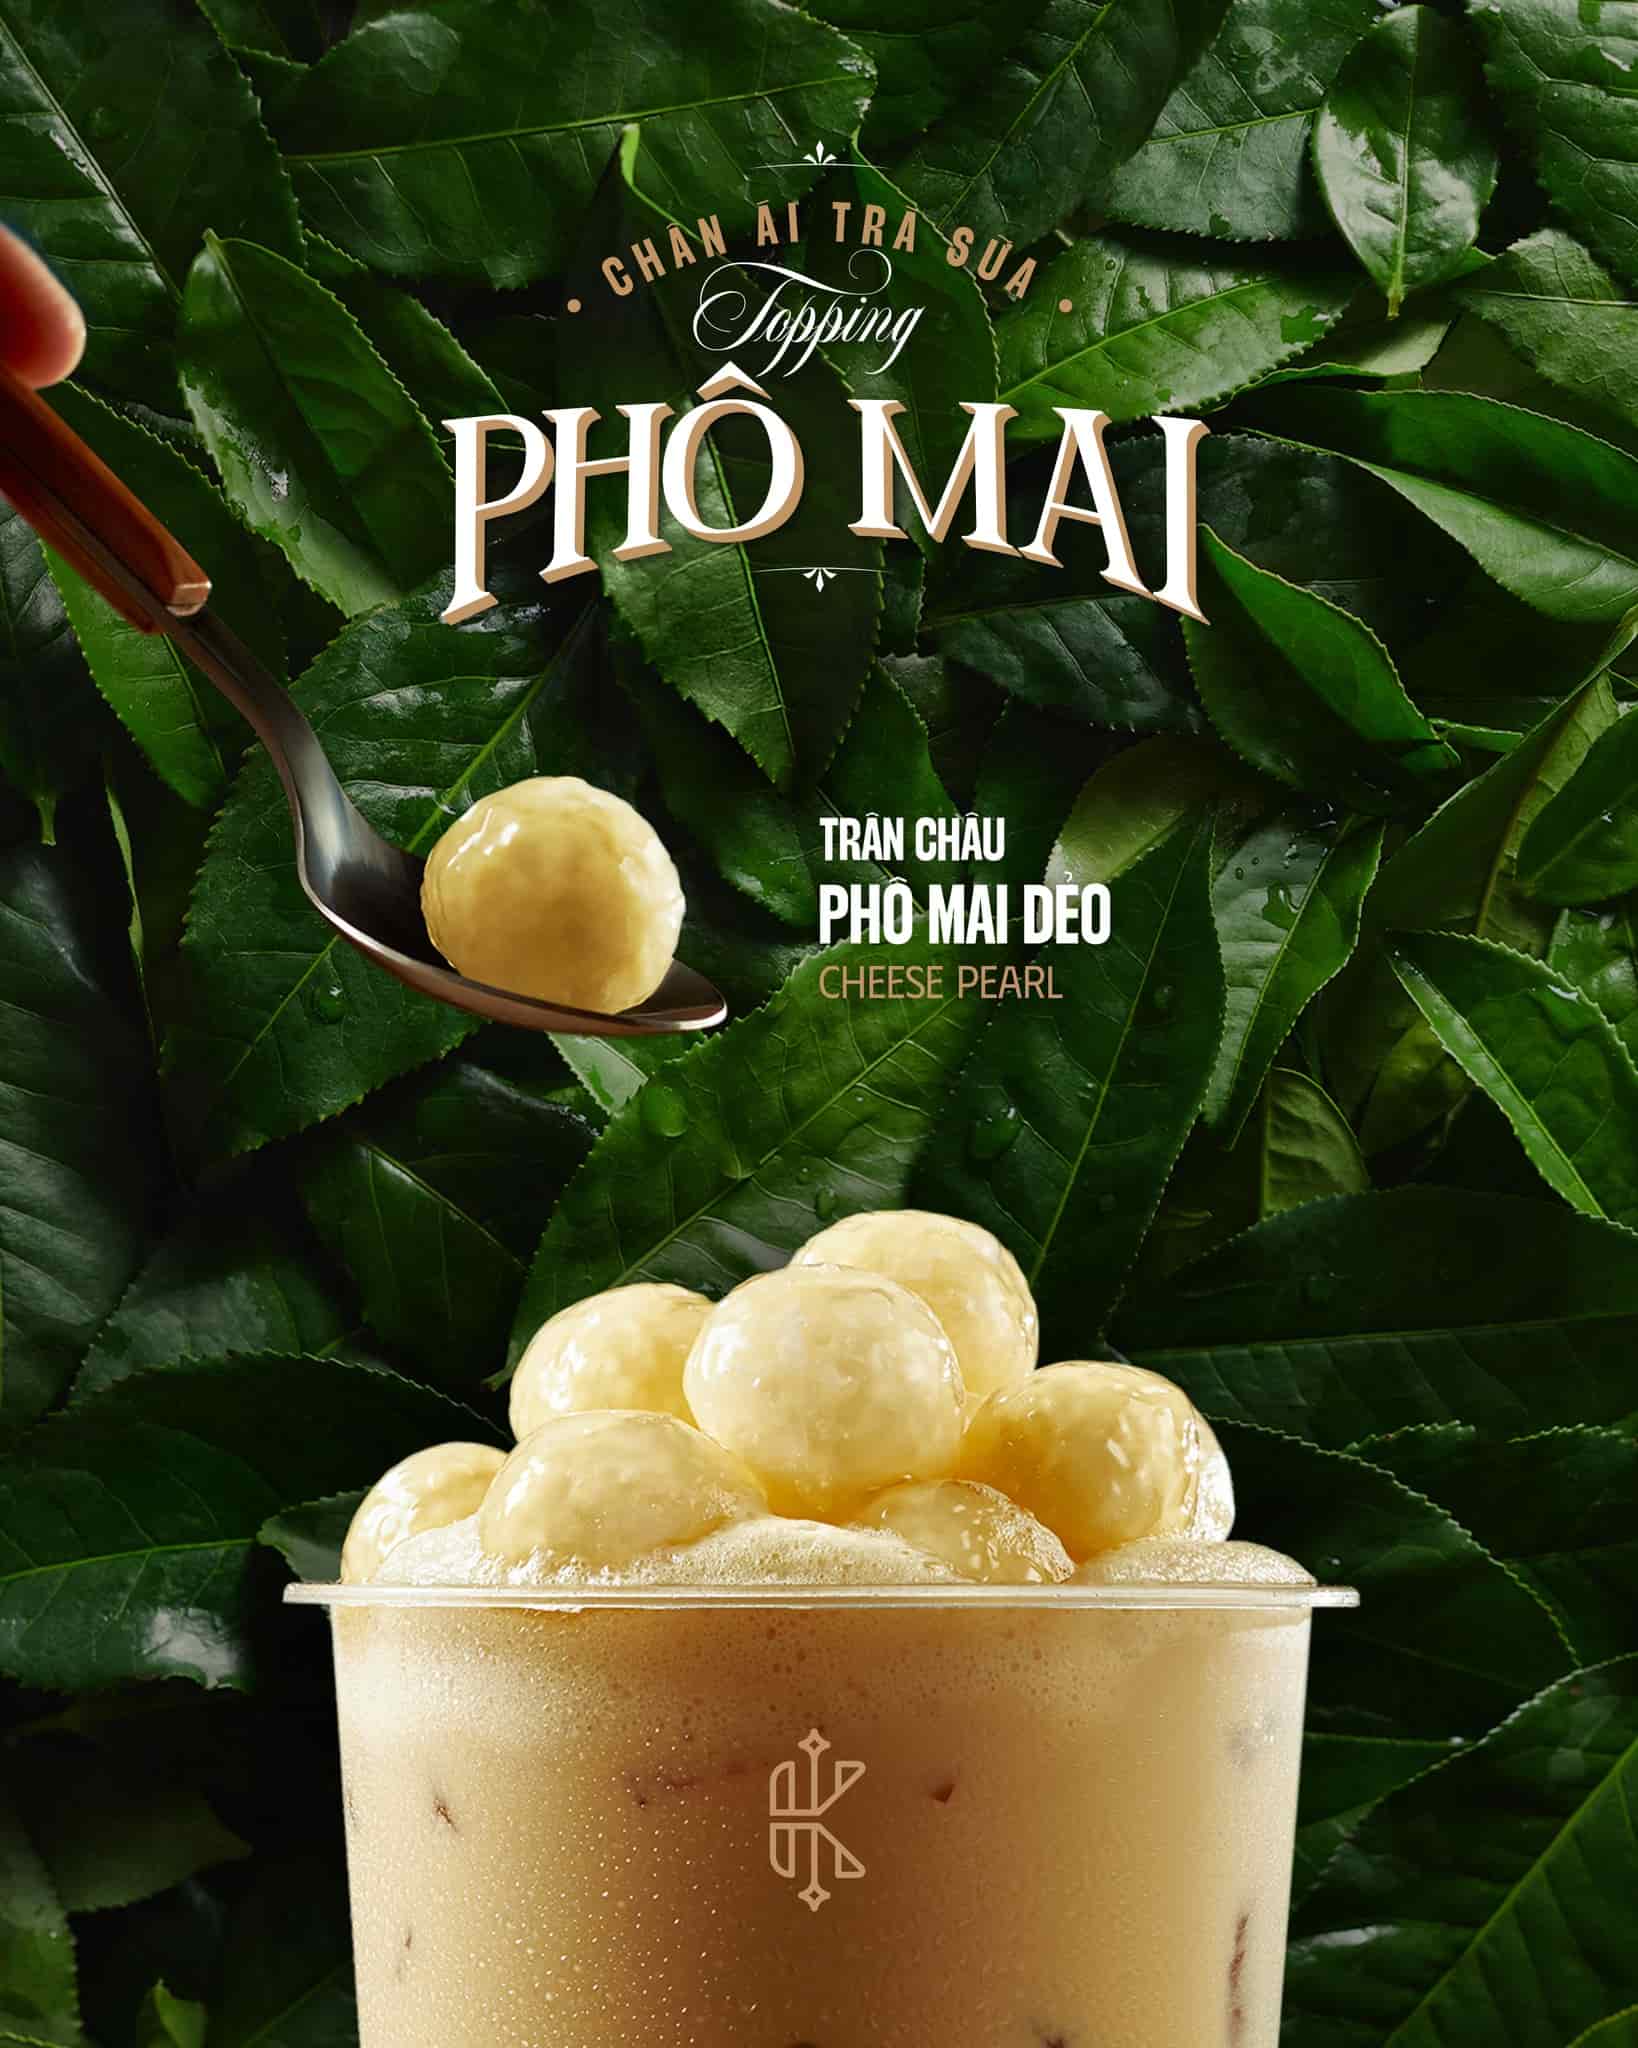 CHÂN ÁI TRÀ SỮA
Topping
PHÔ MAI
TRÂN CHÂU
PHÔ MAI DẺO
CHEESE PEARL